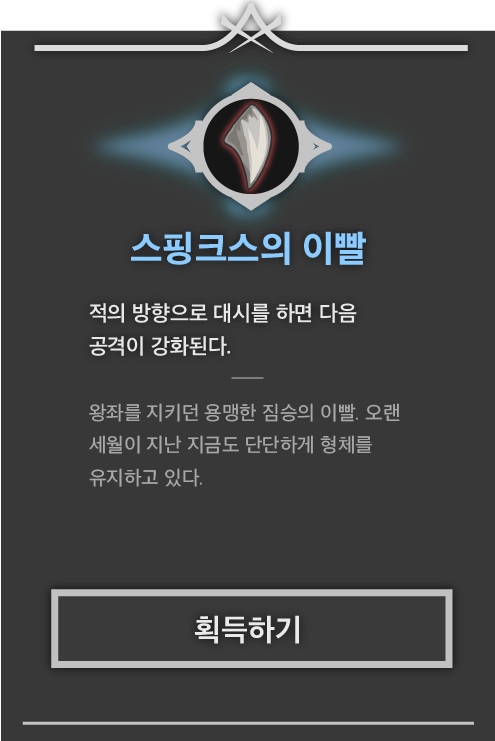 스핑크스의 이빨
적의 방향으로 대시를 하면 다음
공격이 강화된다.
왕좌를 지키던 용맹한 짐승의 이빨. 오랜
세월이 지난 지금도 단단하게 형체를
유지하고 있다.
획득하기